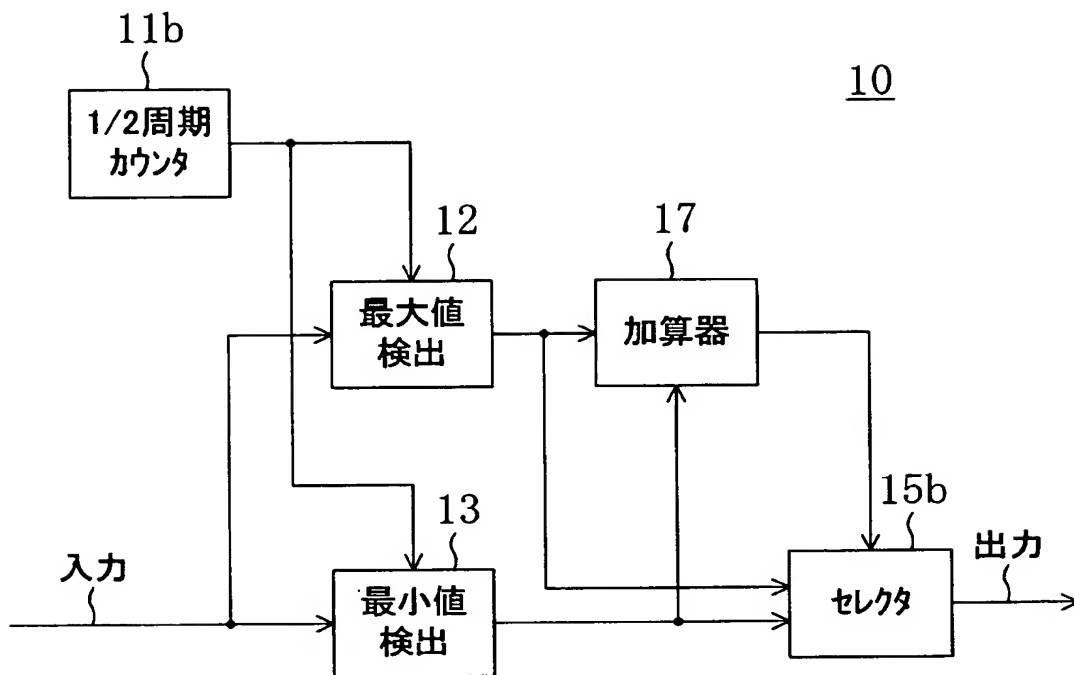 11b
10
1/2周期
カウンタ
12
17
最大値
検出
加算器
13
15b
入力
出力
最小値
検出
セレクタ